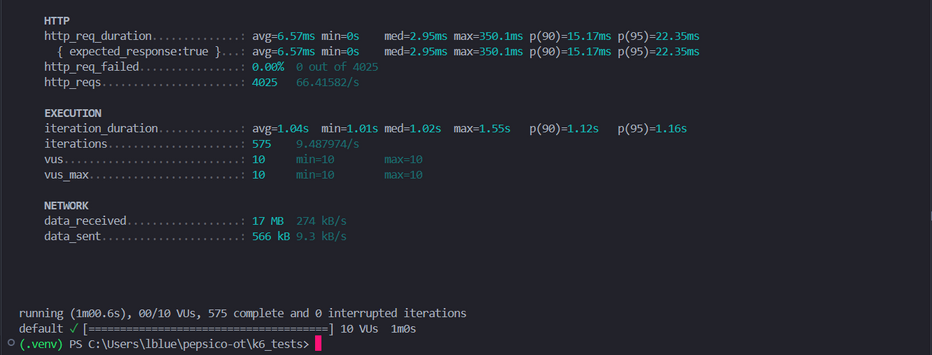 HTTP
http_req_duration..............: avg=6.57ms min=0s    med=2.95ms max=350.1ms p(90)=15.17ms p(95)=22.35ms
  { expected_response:true }...: avg=6.57ms min=0s    med=2.95ms max=350.1ms p(90)=15.17ms p(95)=22.35ms
http_req_failed................: 0.00%  0 out of 4025
http_reqs......................: 4025   66.41582/s

EXECUTION
iteration_duration.............: avg=1.04s  min=1.01s med=1.02s  max=1.55s   p(90)=1.12s   p(95)=1.16s
iterations.....................: 575    9.487974/s
vus............................: 10     min=10        max=10
vus_max........................: 10     min=10        max=10

NETWORK
data_received..................: 17 MB  274 kB/s
data_sent......................: 566 kB 9.3 kB/s

running (1m00.6s), 00/10 VUs, 575 complete and 0 interrupted iterations
default ✓ [======================================] 10 VUs  1m0s
(.venv) PS C:\Users\lblue\pepsico-ot\k6_tests>